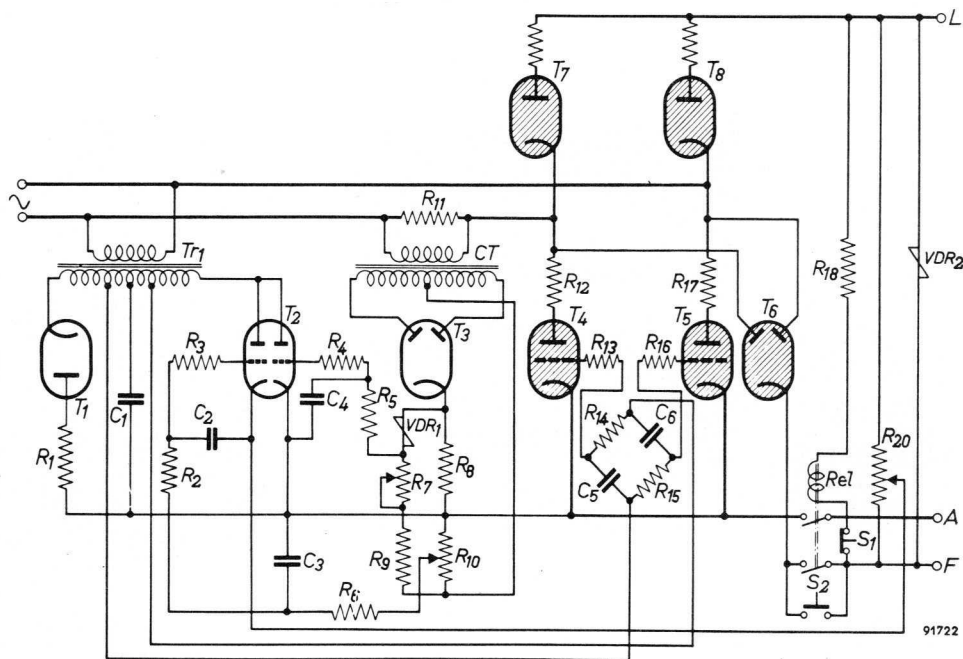 L
T7
T8
R11
Tr1
CT
R12
R17
R18
VDR2
T2
T3
T4
T5
T6
R3
R4
R13
R16
R5
T1
C1
C2
C4
VDR1
R14
C6
R20
R1
R2
R7
R8
C5
R15
Rel
A
S1
C3
R9
R10
F
S2
R6
91722